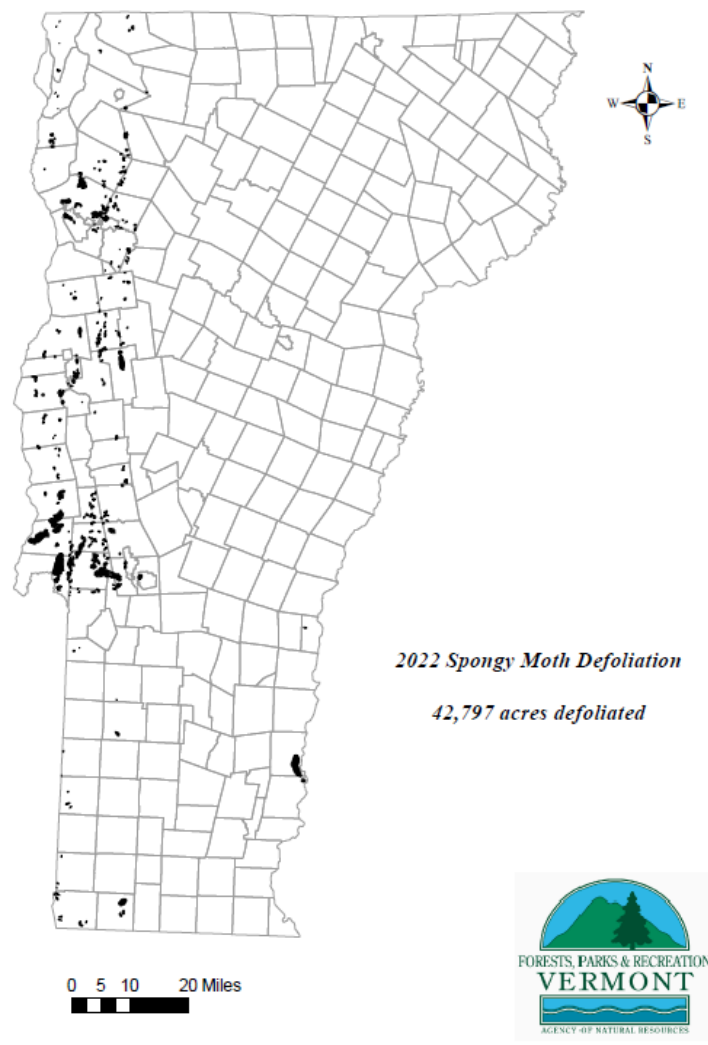 N
W E
S
2022 Spongy Moth Defoliation
42,797 acres defoliated
0 5 10 20 Miles
FORESTS, PARKS & RECREATION
VERMONT
AGENCY OF NATURAL RESOURCES